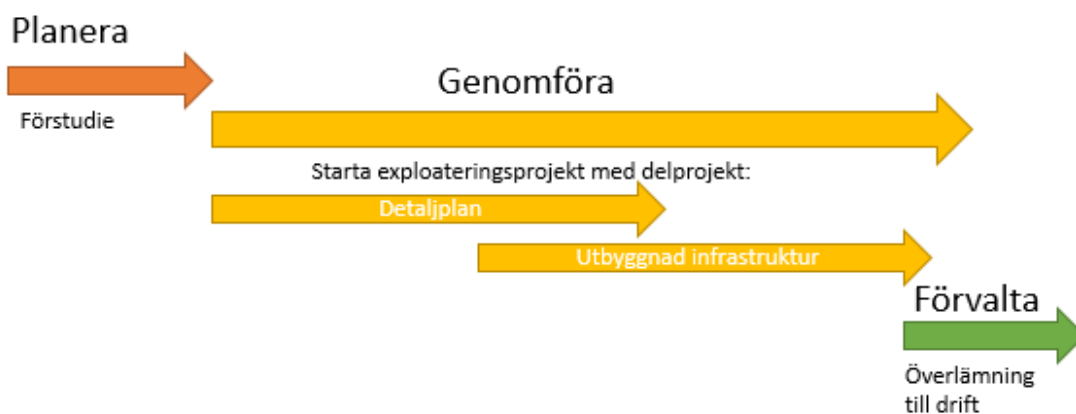 Planera
Förstudie
Genomföra
Starta exploateringsprojekt med delprojekt:
Detaljplan
Utbyggnad infrastruktur
Förvalta
Överlämning
till drift